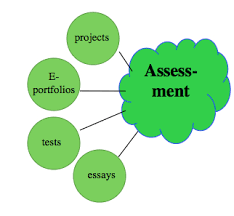 projects
Assess-
ment
E-
portfolios
tests
essays